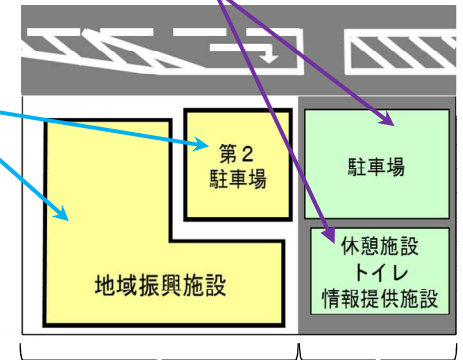 第２
駐車場
駐車場
地域振興施設
休憩施設
トイレ
情報提供施設